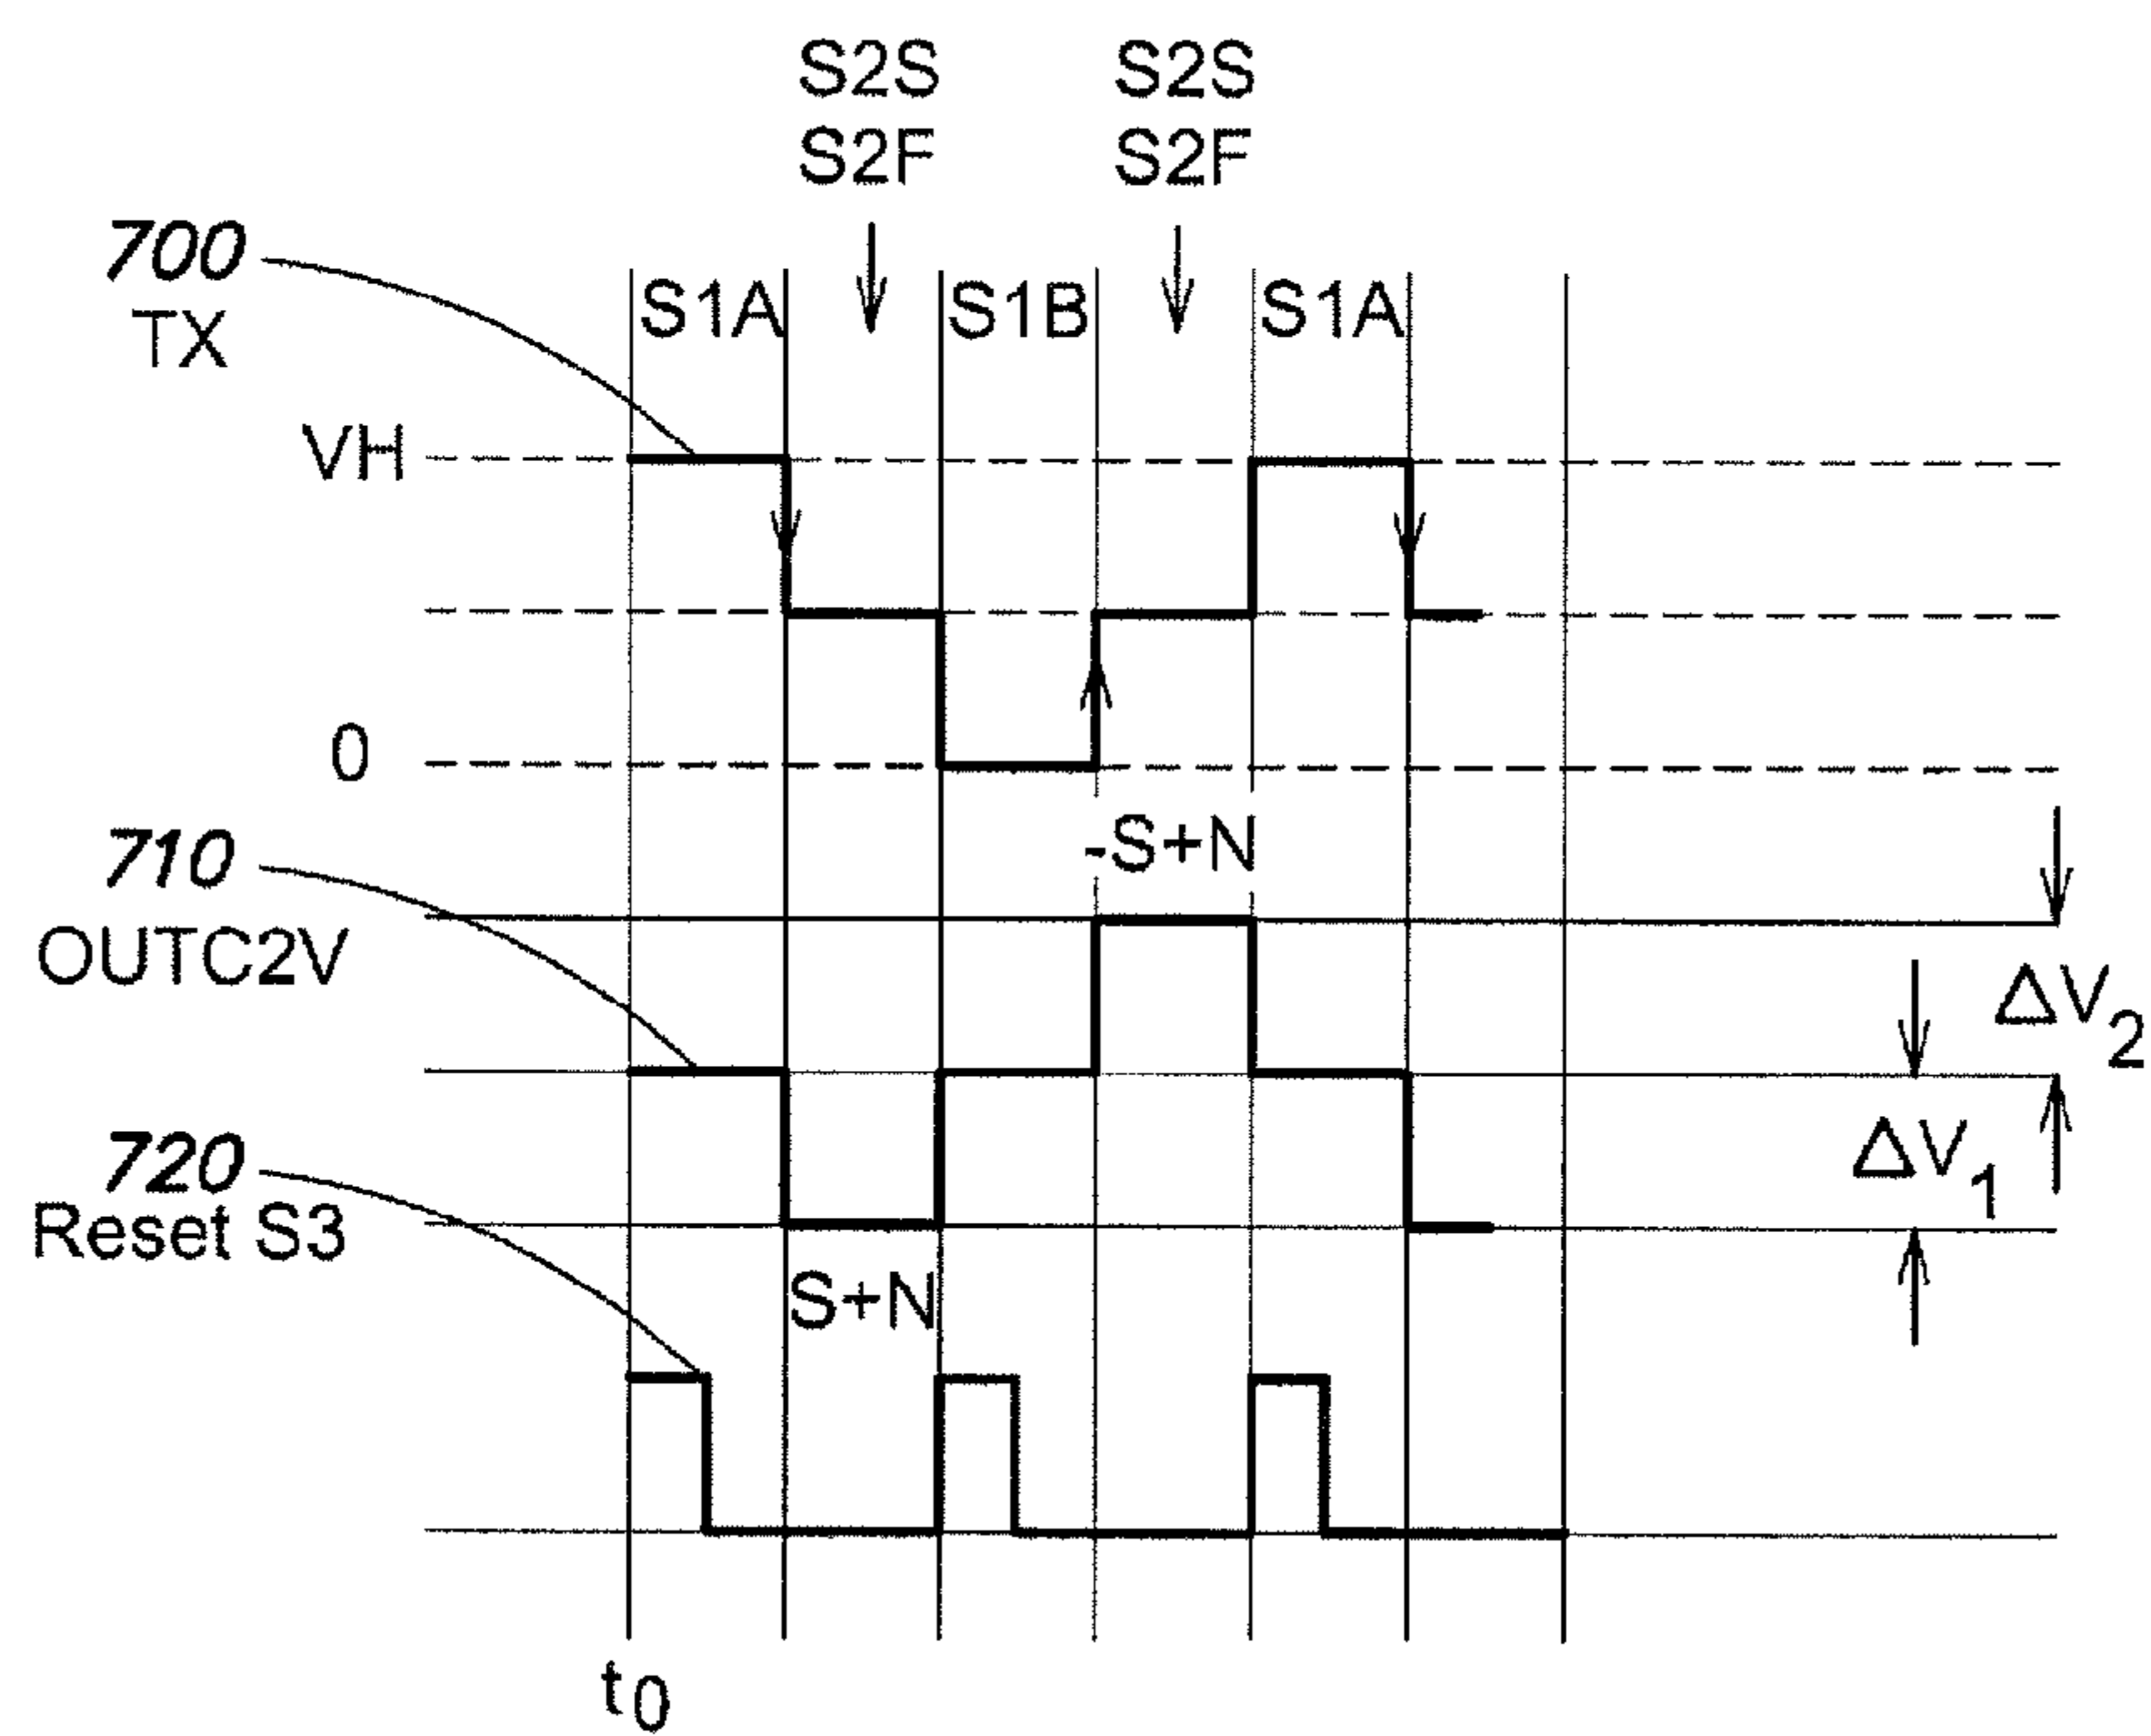 S2S
S2F
S2S
S2F
700
TX
S1A
S1B
S1A
VH
0
-S+N
710
OUTC2V
ΔV2
ΔV1
720
Reset S3
S+N
t0